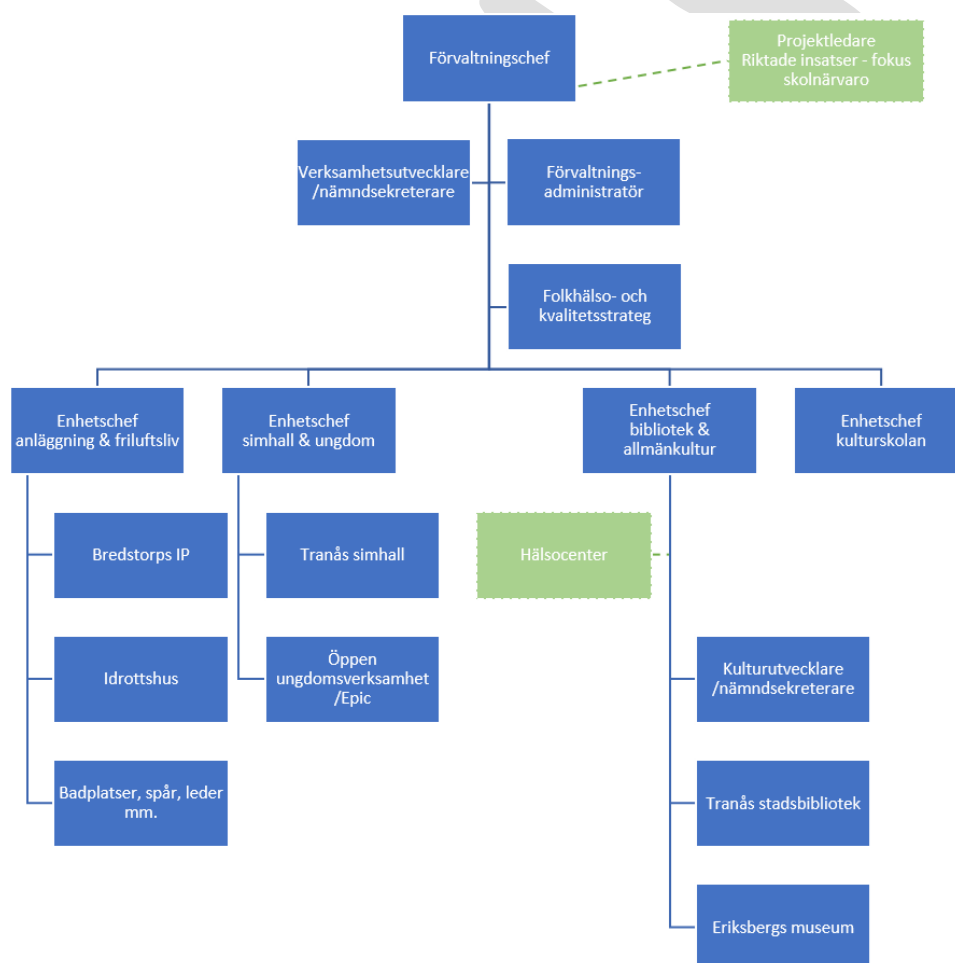 Förvaltningschef
Projektledare
Riktade insatser - fokus
skolnärvaro
Verksamhetsutvecklare
/nämndsekreterare
Förvaltnings-
administratör
Folkhälso- och
kvalitetsstrateg
Enhetschef
anläggning & friluftsliv
Enhetschef
simhall & ungdom
Enhetschef
bibliotek &
allmänkultur
Enhetschef
kulturskolan
Bredstorps IP
Tranås simhall
Hälsocenter
Idrottshus
Öppen
ungdomsverksamhet
/Epic
Kulturutvecklare
/nämndsekreterare
Badplatser, spår, leder
mm.
Tranås stadsbibliotek
Eriksbergs museum